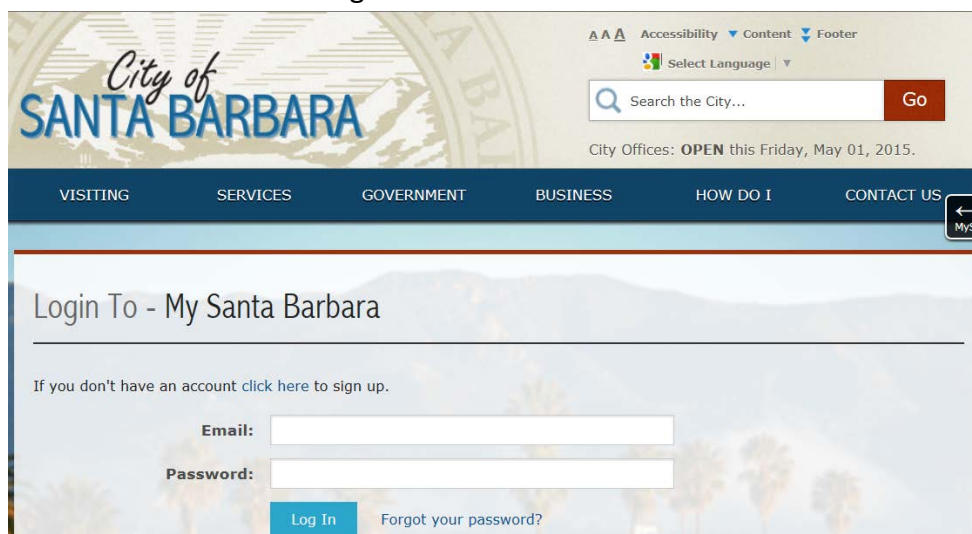 City of
SANTA BARBARA
A A A Accessibility Content Footer
Select Language
Search the City...
Go
City Offices: OPEN this Friday, May 01, 2015.
VISITING SERVICES GOVERNMENT BUSINESS HOW DO I CONTACT US
Login To - My Santa Barbara
If you don't have an account click here to sign up.
Email:
Password:
Log In Forgot your password?